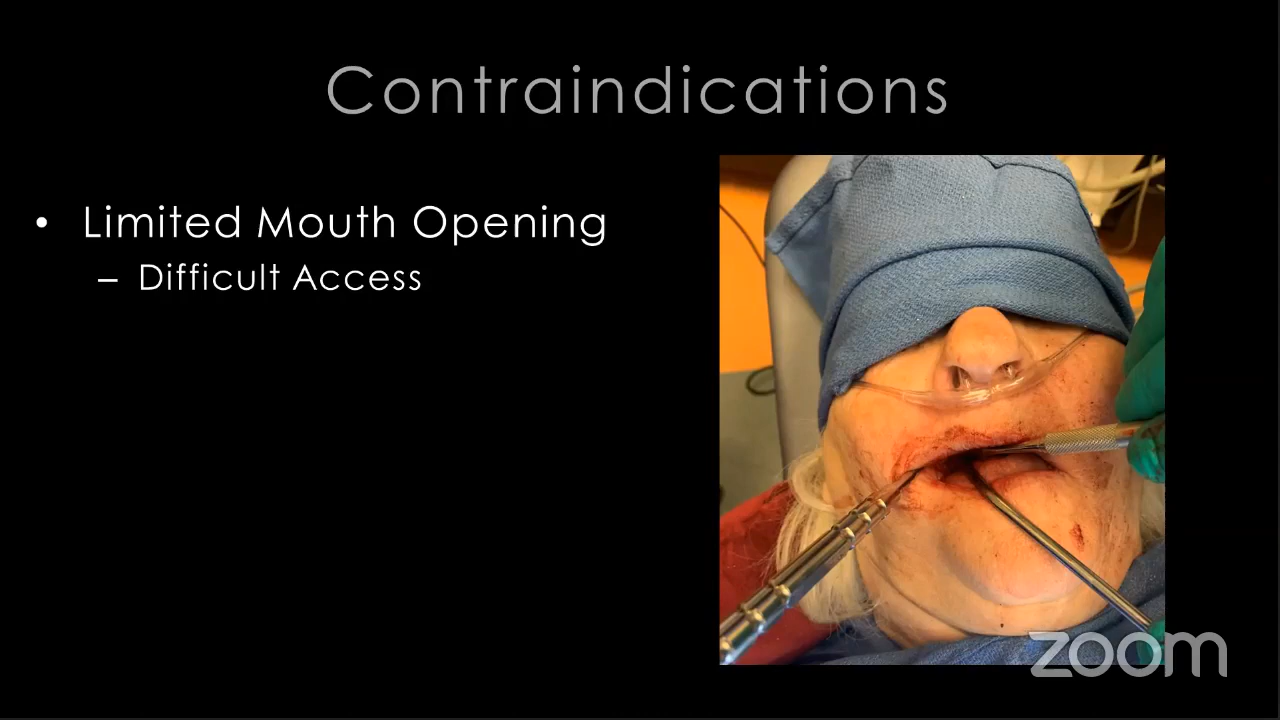 Contraindications
• Limited Mouth Opening
– Difficult Access
zoom